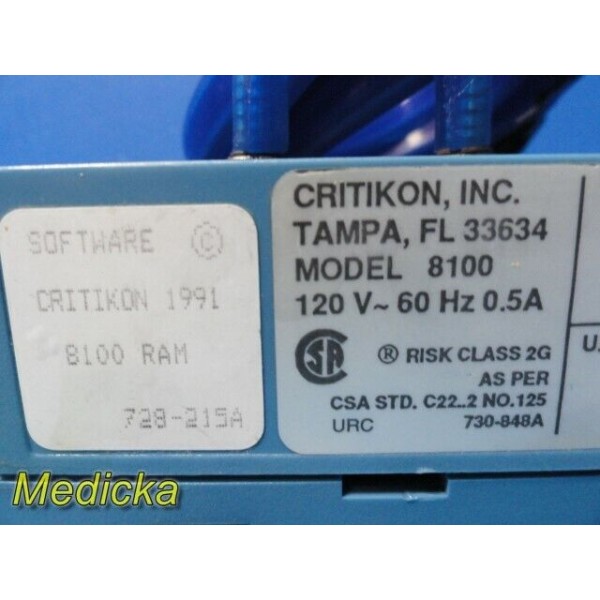 SOFTWARE ©
CRITIKON 1991
8100 RAM
728-215A
CRITIKON, INC.
TAMPA, FL 33634
MODEL 8100
120 V~ 60 Hz 0.5A
SA ® RISK CLASS 2G
AS PER
CSA STD. C22..2 NO.125
URC 730-848A
U.
Medicka